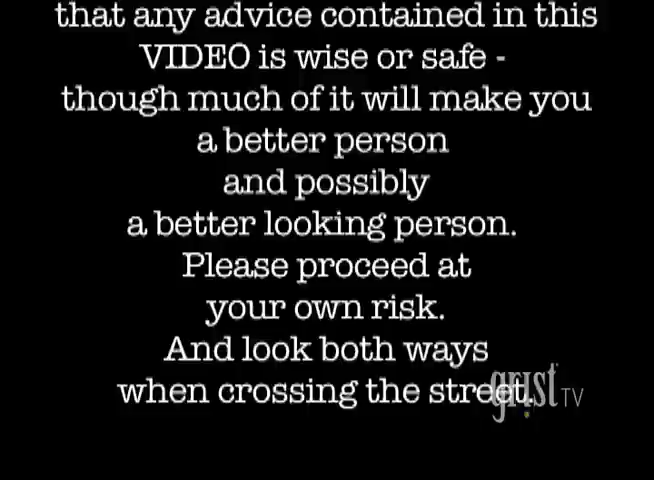 that any advice contained in this
VIDEO is wise or safe -
though much of it will make you
a better person
and possibly
a better looking person.
Please proceed at
your own risk.
And look both ways
when crossing the street.
grist TV